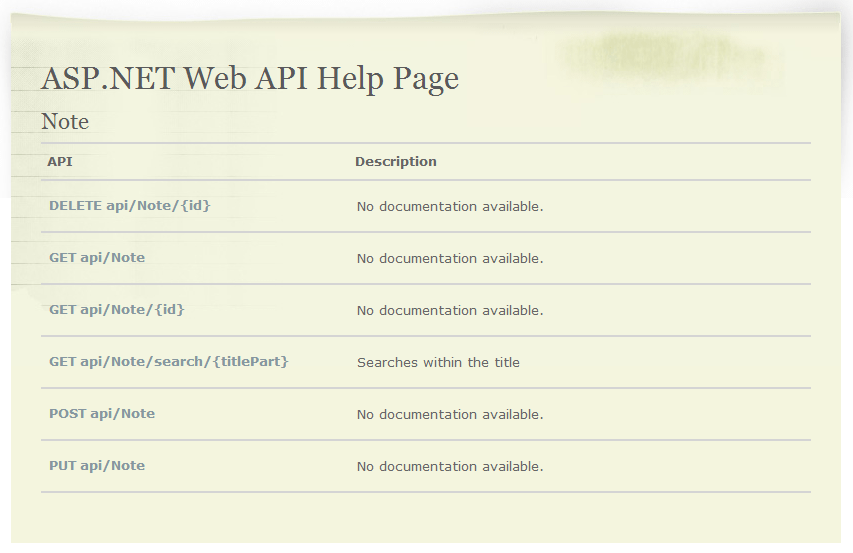 ASP.NET Web API Help Page
Note
API Description
DELETE api/Note/{id} No documentation available.
GET api/Note No documentation available.
GET api/Note/{id} No documentation available.
GET api/Note/search/{titlePart} Searches within the title
POST api/Note No documentation available.
PUT api/Note No documentation available.